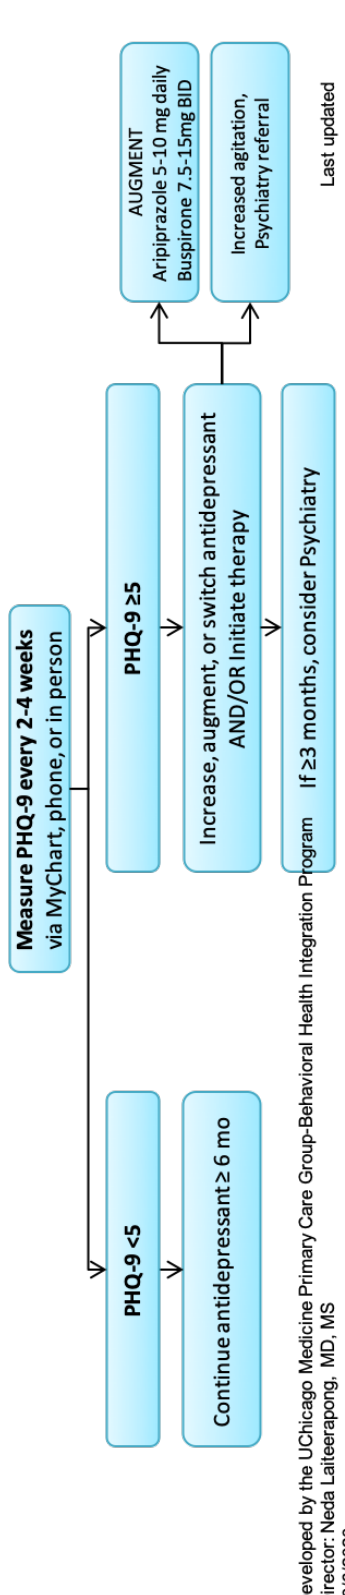 Measure PHQ-9 every 2-4 weeks
via MyChart, phone, or in person
PHQ-9 <5
Continue antidepressant ≥ 6 mo
PHQ-9 ≥5
Increase, augment, or switch antidepressant
AND/OR Initiate therapy
If ≥3 months, consider Psychiatry
AUGMENT
Aripiprazole 5-10 mg daily
Buspirone 7.5-15mg BID
Increased agitation,
Psychiatry referral
eveloped by the UChicago Medicine Primary Care Group-Behavioral Health Integration Program
irector: Neda Laiteerapong, MD, MS
Last updated